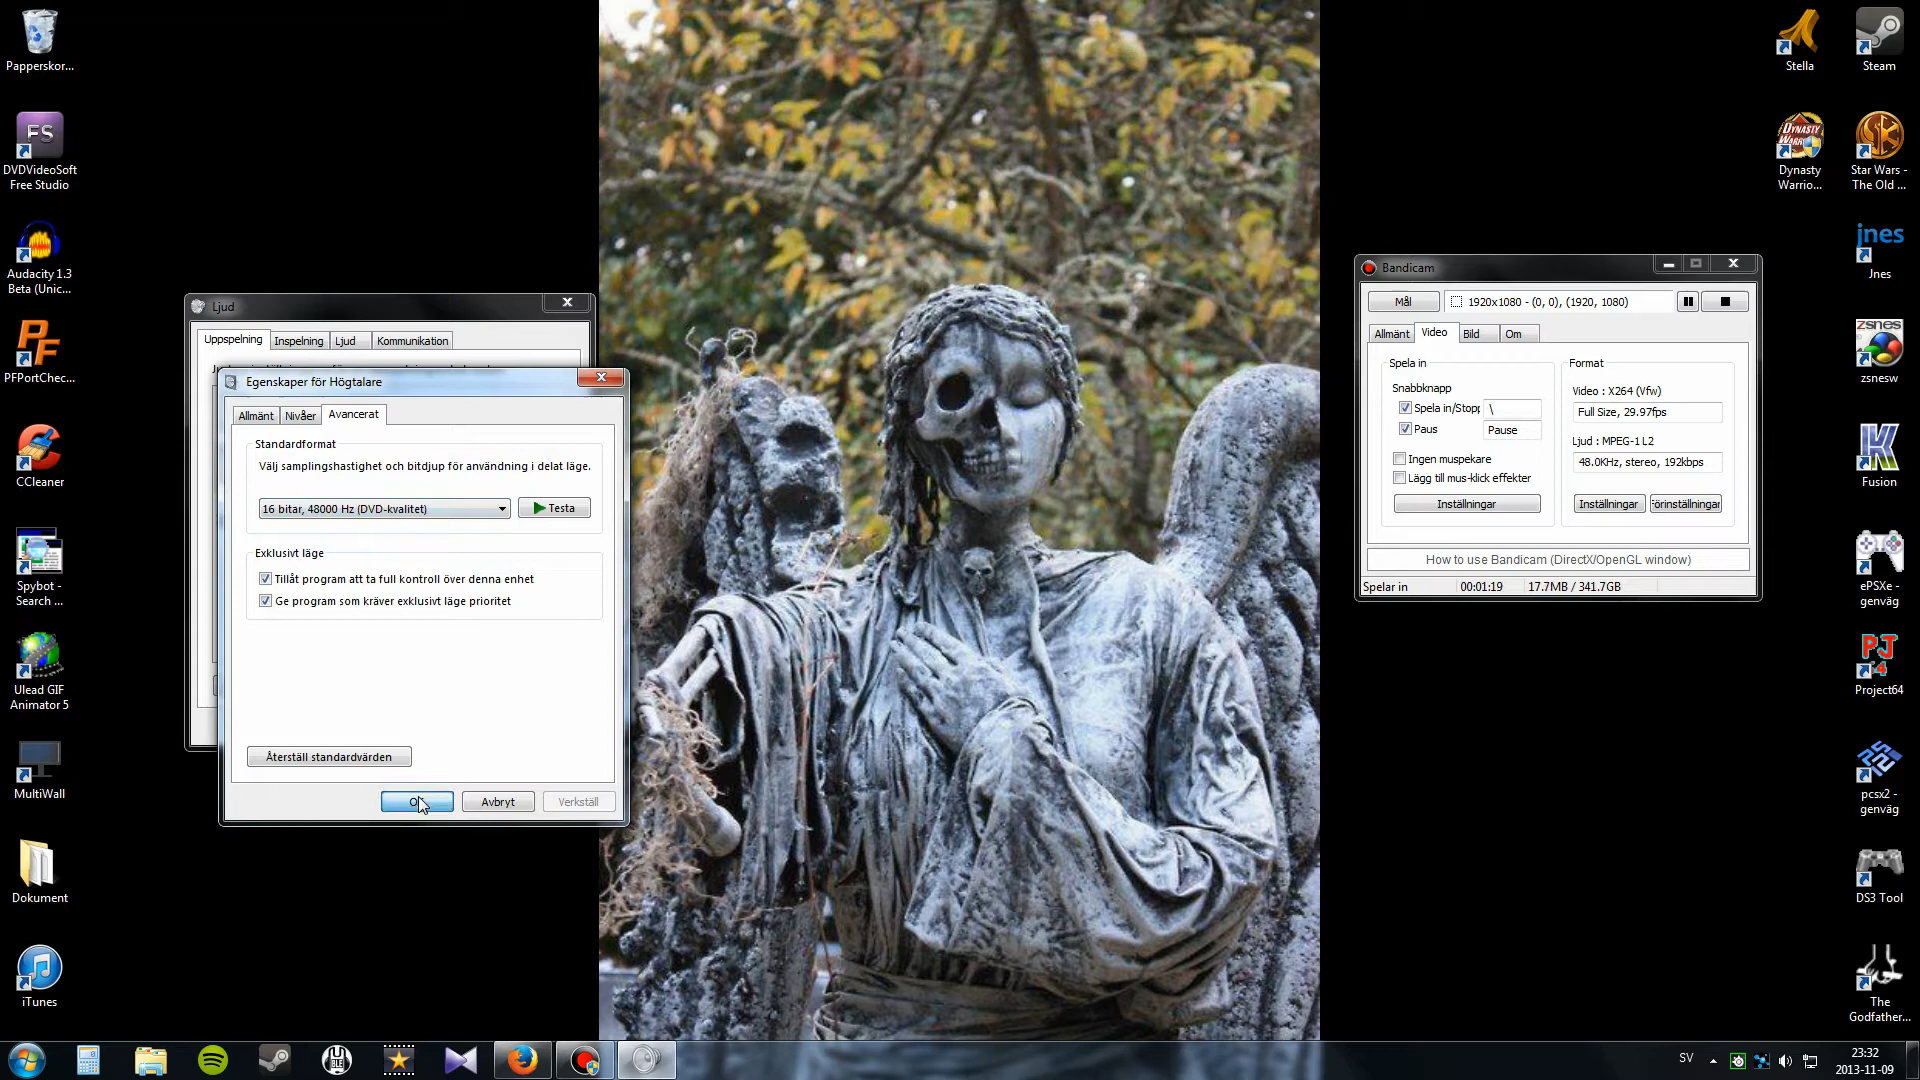 Papperskor...
DVDVideoSoft
Free Studio
Audacity 1.3
Beta (Unic...
PFPortChec...
CCleaner
Spybot -
Search ...
Ulead GIF
Animator 5
MultiWall
Dokument
iTunes
Ljud
Uppspelning
Inspelning
Ljud
Kommunikation
Egenskaper för Högtalare
Allmänt
Nivåer
Avancerat
Standardformat
Välj samplingshastighet och bitdjup för användning i delat läge.
16 bitar, 48000 Hz (DVD-kvalitet)
Testa
Exklusivt läge
Tillåt program att ta full kontroll över denna enhet
Ge program som kräver exklusivt läge prioritet
Återställ standardvärden
Avbryt
Verkställ
Bandicam
Mål
1920x1080 - (0, 0), (1920, 1080)
Allmänt
Video
Bild
Om
Spela in
Snabbknapp
Spela in/Stopp
\
Paus
Pause
Ingen muspekare
Lägg till mus-click effekter
Inställningar
Format
Video : X264 (Vfw)
Full Size, 29.97fps
Ljud : MPEG-1 L2
48.0KHz, stereo, 192kbps
Inställningar
örinställningar
How to use Bandicam (DirectX/OpenGL window)
Spelar in
00:01:19
17.7MB / 341.7GB
Stella
Steam
DYNASTY
WARRIORS
Dynasty
Warrio...
Star Wars -
The Old ...
jnes
Jnes
zsnes
zsnesw
Fusion
ePSXe -
genväg
Project64
pcsx2 -
genväg
DS3 Tool
The
Godfather...
SV
23:32
2013-11-09